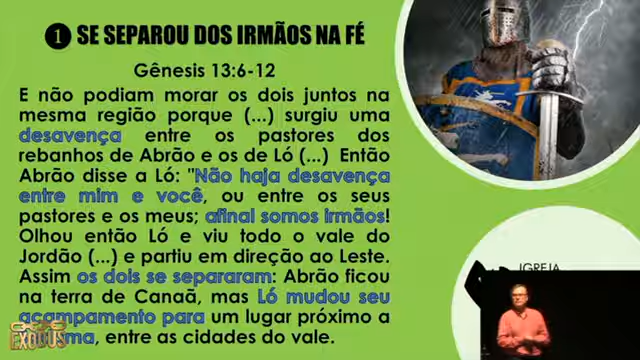 1 SE SEPAROU DOS IRMÃOS NA FÉ
Gênesis 13:6-12
E não podiam morar os dois juntos na
mesma região porque (...) surgiu uma
desavença entre os pastores dos
rebanhos de Abrão e os de Ló (...) Então
Abrão disse a Ló: "Não haja desavença
entre mim e você, ou entre os seus
pastores e os meus; afinal somos irmãos!
Olhou então Ló e viu todo o vale do
Jordão (...) e partiu em direção ao Leste.
Assim os dois se separaram: Abrão ficou
na terra de Canaã, mas Ló mudou seu
acampamento para um lugar próximo a
entre as cidades do vale.
EXODUS
IGREJA